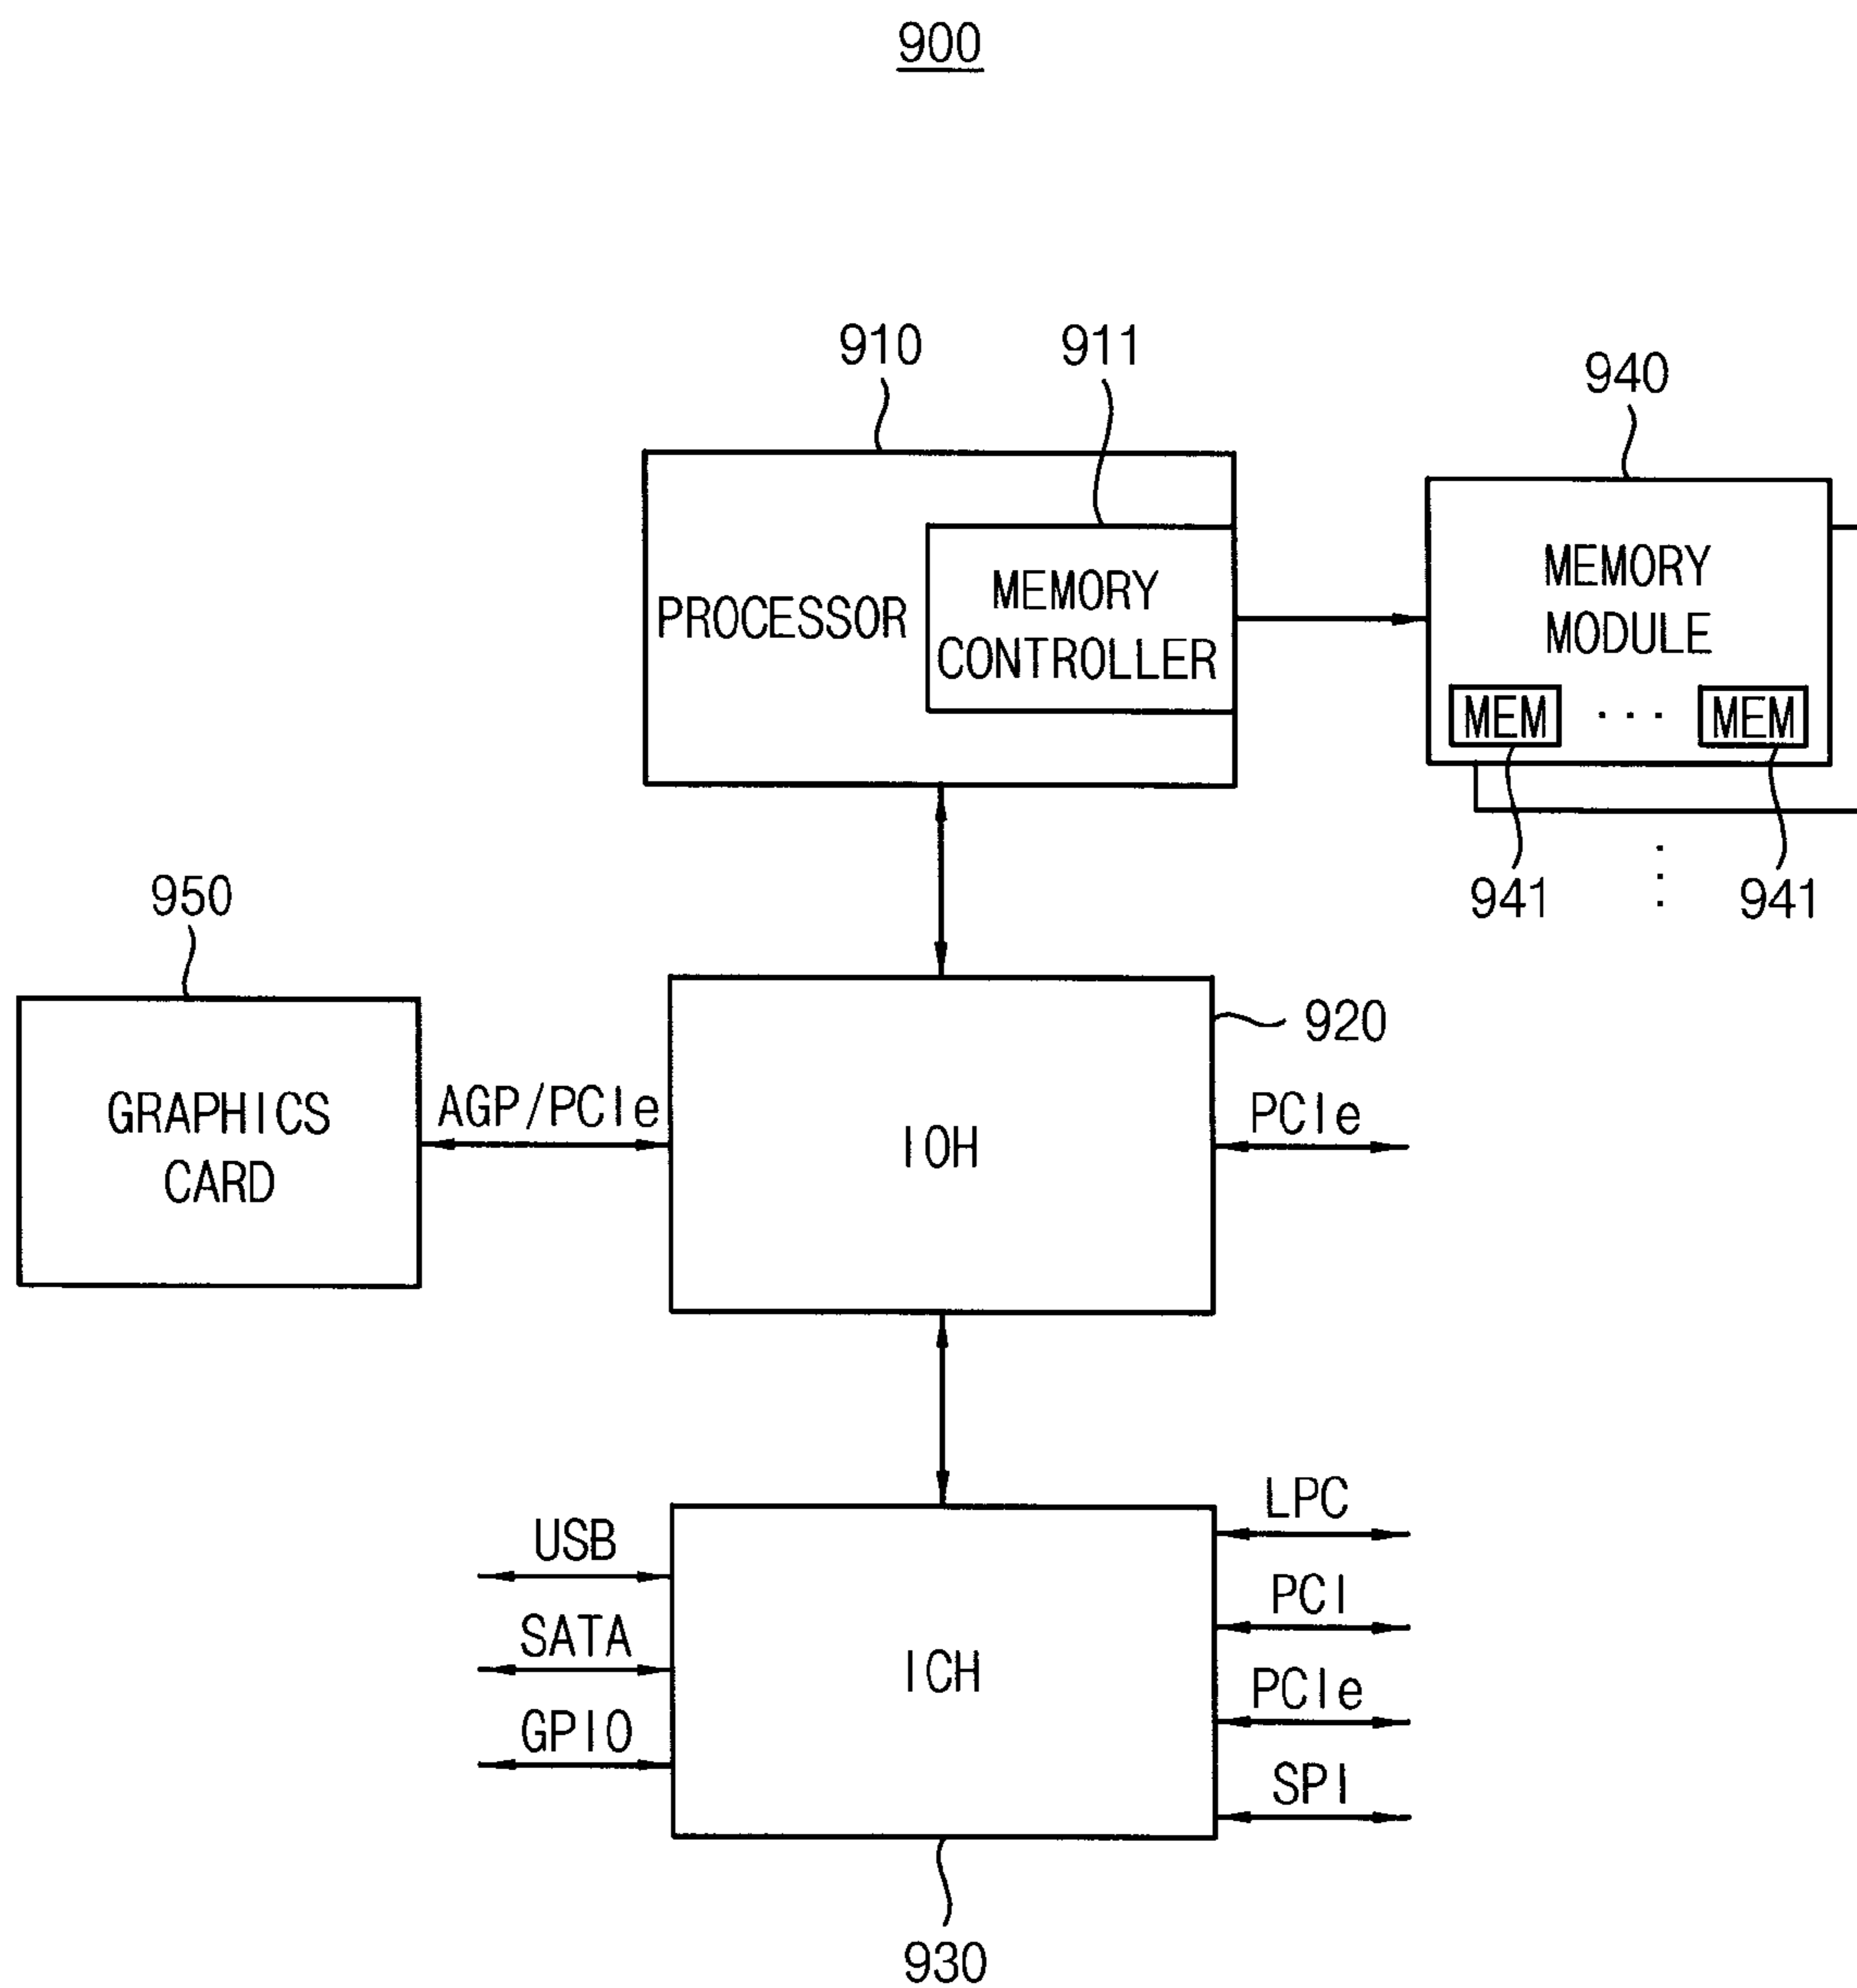 900
910
911
940
PROCESSOR
MEMORY
CONTROLLER
MEMORY
MODULE
MEM ... MEM
941
941
950
920
GRAPHICS
CARD
AGP/PCIe
IOH
PCIe
USB
SATA
GPIO
ICH
LPC
PCI
PCIe
SPI
930